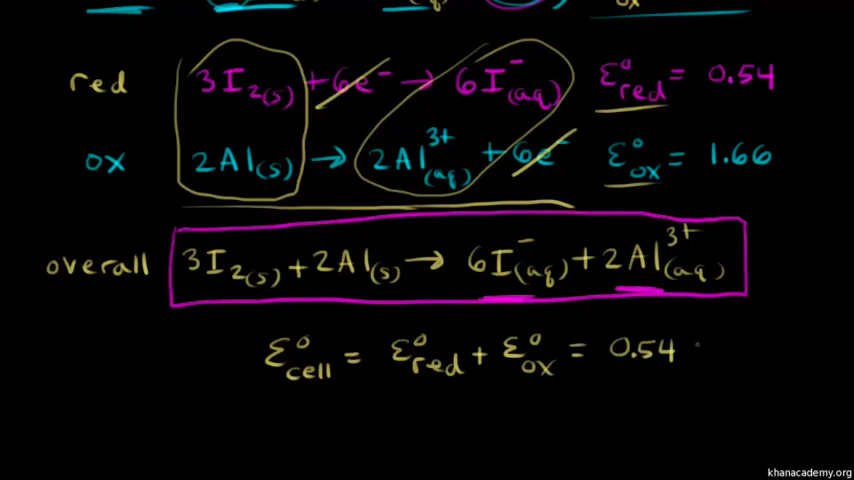 ox
red 3I₂(s) + 6e⁻ → 6I⁻(aq) ℰ°red = 0.54
ox 2Al(s) → 2Al³⁺(aq) + 6e⁻ ℰ°ox = 1.66
overall 3I₂(s) + 2Al(s) → 6I⁻(aq) + 2Al³⁺(aq)
ℰ°cell = ℰ°red + ℰ°ox = 0.54
khanacademy.org